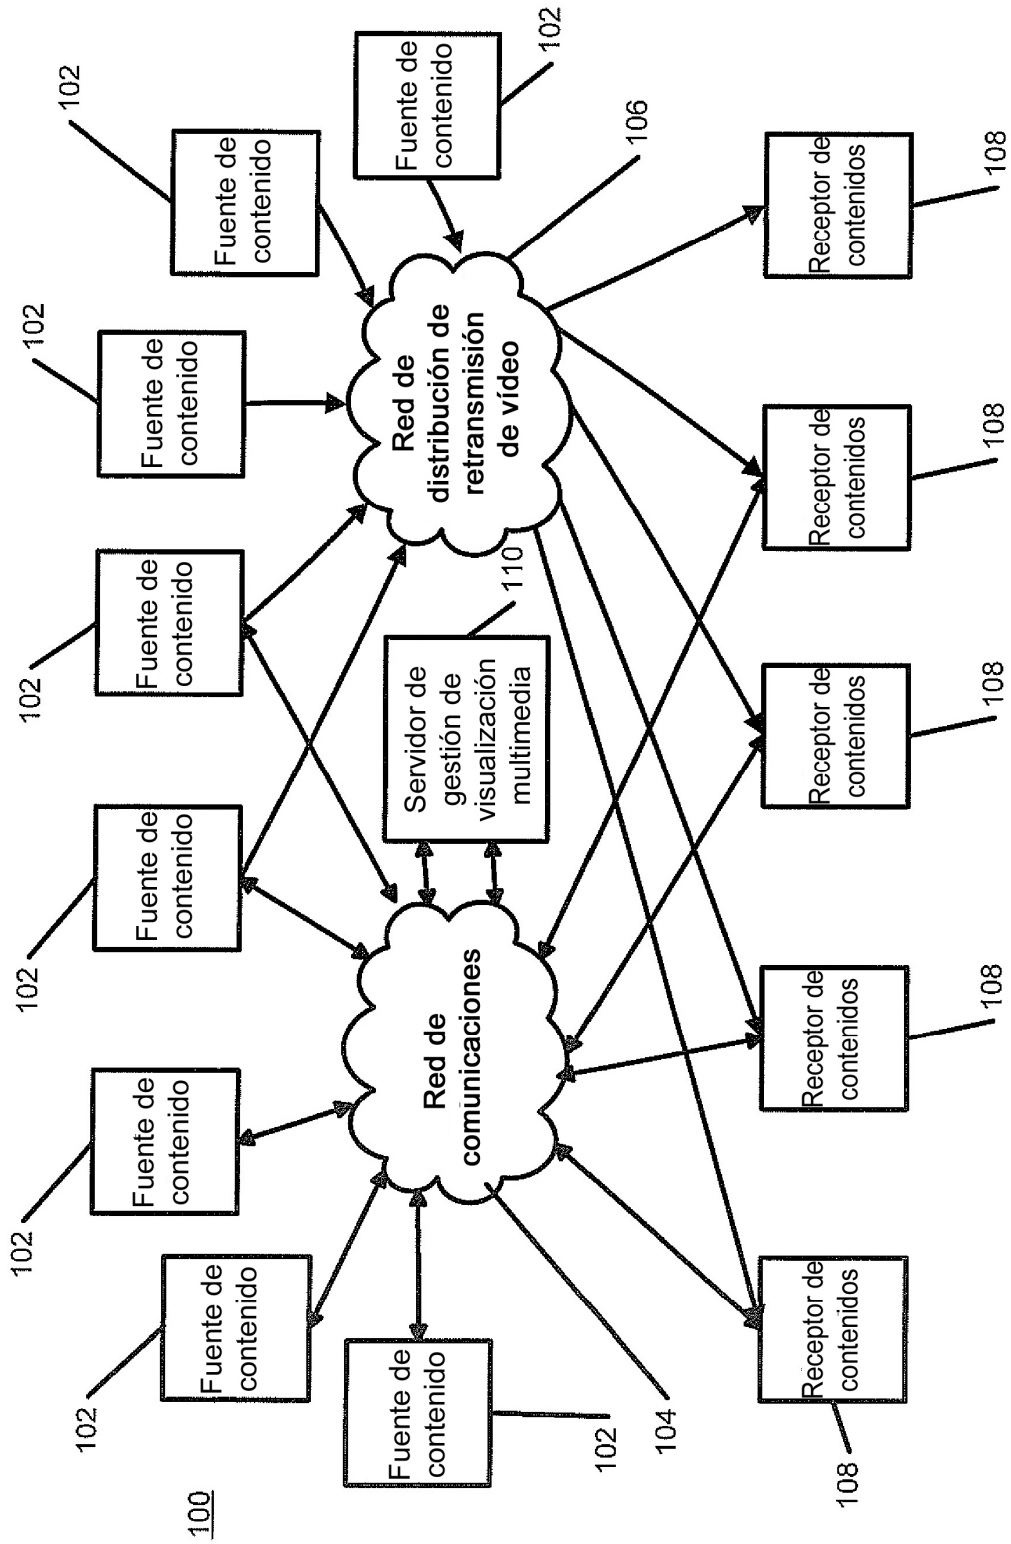 100
102
102
102
102
102
102
102
102
Fuente de
contenido
Fuente de
contenido
Fuente de
contenido
Fuente de
contenido
Fuente de
contenido
Fuente de
contenido
Fuente de
contenido
Fuente de
contenido
Red de
comunicaciones
104
Servidor de
gestión de
visualización
multimedia
110
Red de
distribución de
retransmisión
de vídeo
106
Receptor de
contenidos
Receptor de
contenidos
Receptor de
contenidos
Receptor de
contenidos
Receptor de
contenidos
108
108
108
108
108